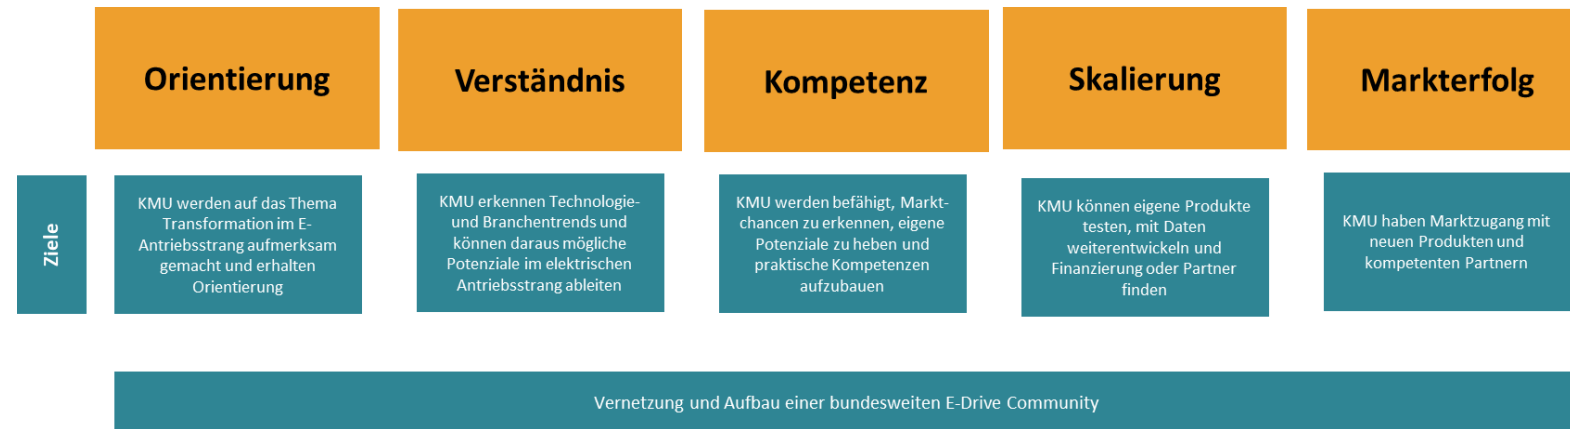 Orientierung
Verständnis
Kompetenz
Skalierung
Markterfolg
Ziele
KMU werden auf das Thema
Transformation im E-
Antriebsstrang aufmerksam
gemacht und erhalten
Orientierung
KMU erkennen Technologie-
und Branchentrends und
können daraus mögliche
Potenziale im elektrischen
Antriebsstrang ableiten
KMU werden befähigt, Markt-
chancen zu erkennen, eigene
Potenziale zu heben und
praktische Kompetenzen
aufzubauen
KMU können eigene Produkte
testen, mit Daten
weiterentwickeln und
Finanzierung oder Partner
finden
KMU haben Marktzugang mit
neuen Produkten und
kompetenten Partnern
Vernetzung und Aufbau einer bundesweiten E-Drive Community